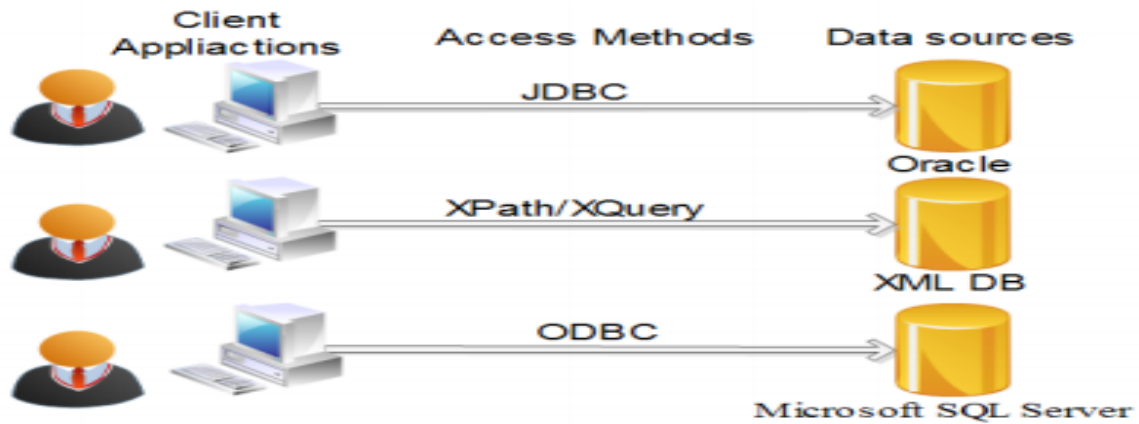 Client
Appliactions
Access Methods
Data sources
JDBC
Oracle
XPath/XQuery
XML DB
ODBC
Microsoft SQL Server